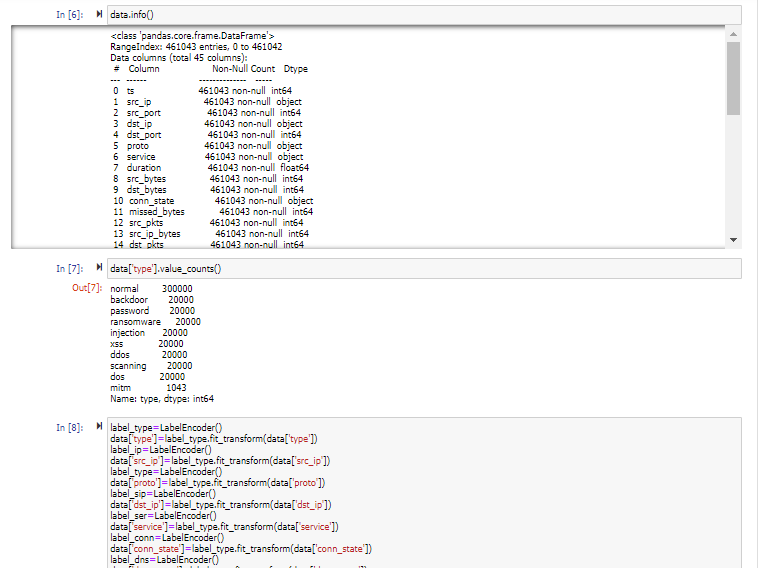 In [6]: data.info()
<class 'pandas.core.frame.DataFrame'>
RangeIndex: 461043 entries, 0 to 461042
Data columns (total 45 columns):
# Column Non-Null Count Dtype
--- ------ -------------- -----
0 ts 461043 non-null int64
1 src_ip 461043 non-null object
2 src_port 461043 non-null int64
3 dst_ip 461043 non-null object
4 dst_port 461043 non-null int64
5 proto 461043 non-null object
6 service 461043 non-null object
7 duration 461043 non-null float64
8 src_bytes 461043 non-null int64
9 dst_bytes 461043 non-null int64
10 conn_state 461043 non-null object
11 missed_bytes 461043 non-null int64
12 src_pkts 461043 non-null int64
13 src_ip_bytes 461043 non-null int64
14 dst_pkts 461043 non-null int64
In [7]: data['type'].value_counts()
Out[7]: normal 300000
backdoor 20000
password 20000
ransomware 20000
injection 20000
xss 20000
ddos 20000
scanning 20000
dos 20000
mitm 1043
Name: type, dtype: int64
In [8]: label_type=LabelEncoder()
data['type']=label_type.fit_transform(data['type'])
label_ip=LabelEncoder()
data['src_ip']=label_type.fit_transform(data['src_ip'])
label_type=LabelEncoder()
data['proto']=label_type.fit_transform(data['proto'])
label_sip=LabelEncoder()
data['dst_ip']=label_type.fit_transform(data['dst_ip'])
label_ser=LabelEncoder()
data['service']=label_type.fit_transform(data['service'])
label_conn=LabelEncoder()
data['conn_state']=label_type.fit_transform(data['conn_state'])
label_dns=LabelEncoder()